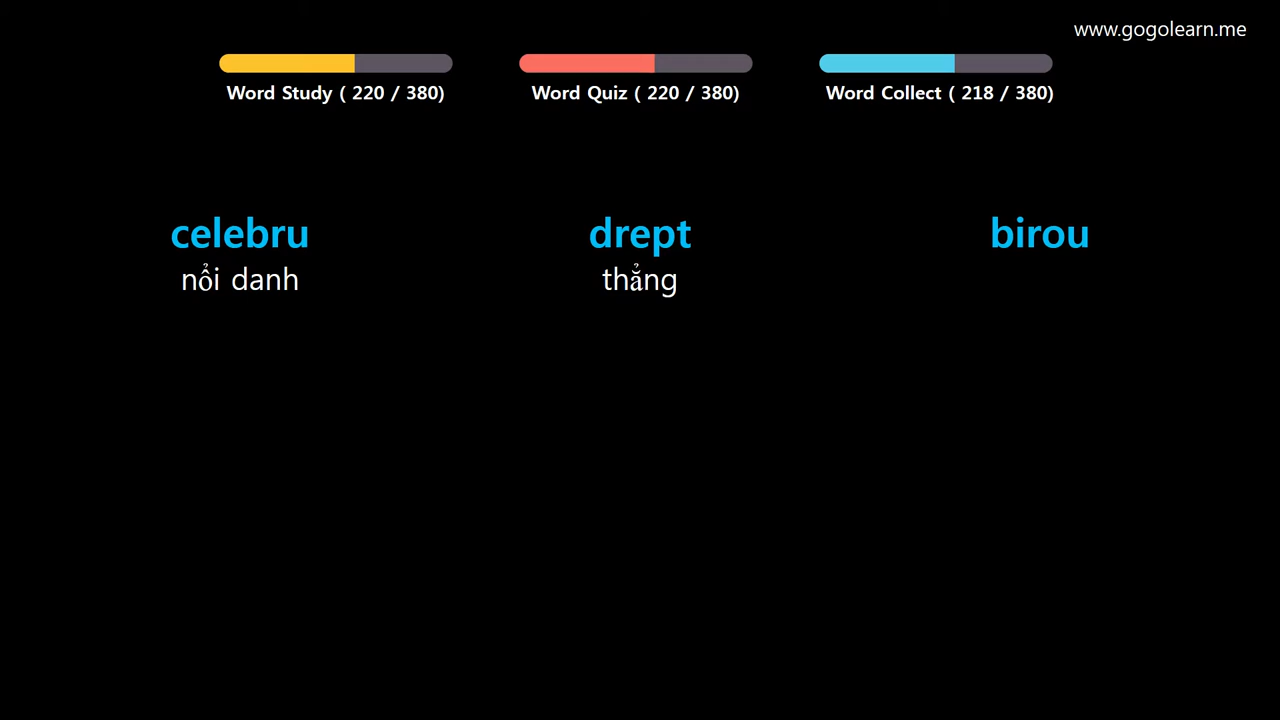 www.gogolearn.me
Word Study ( 220 / 380)
Word Quiz ( 220 / 380)
Word Collect ( 218 / 380)
celebru
nổi danh
drept
thẳng
birou